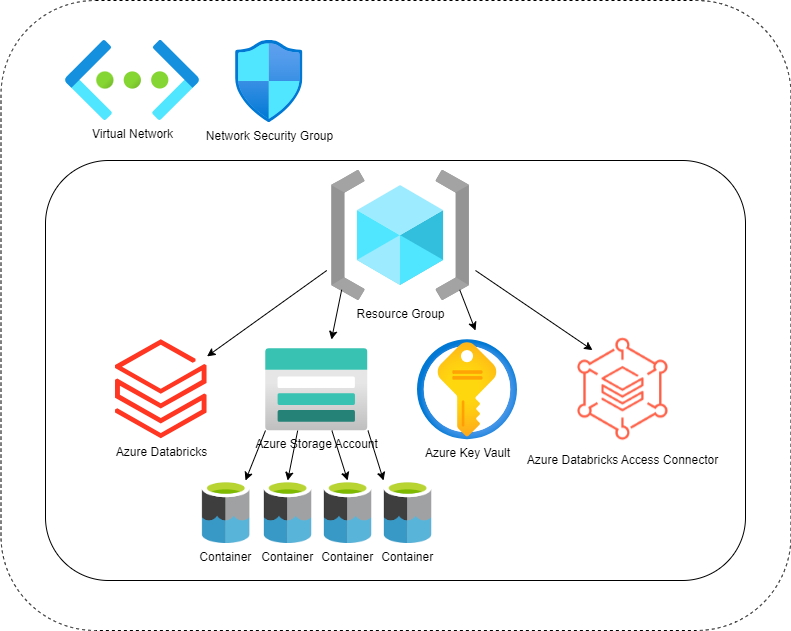 Virtual Network
Network Security Group
Resource Group
Azure Databricks
Azure Storage Account
Azure Key Vault
Azure Databricks Access Connector
Container
Container
Container
Container